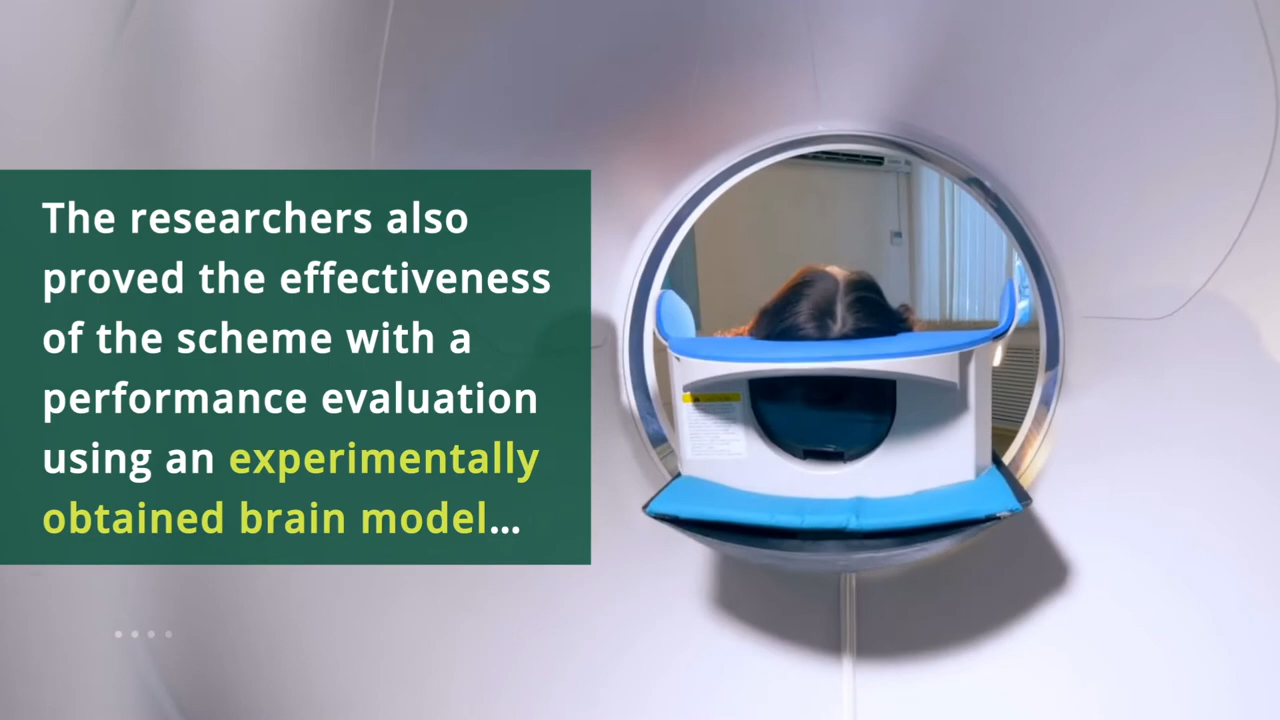 The researchers also
proved the effectiveness
of the scheme with a
performance evaluation
using an experimentally
obtained brain model...